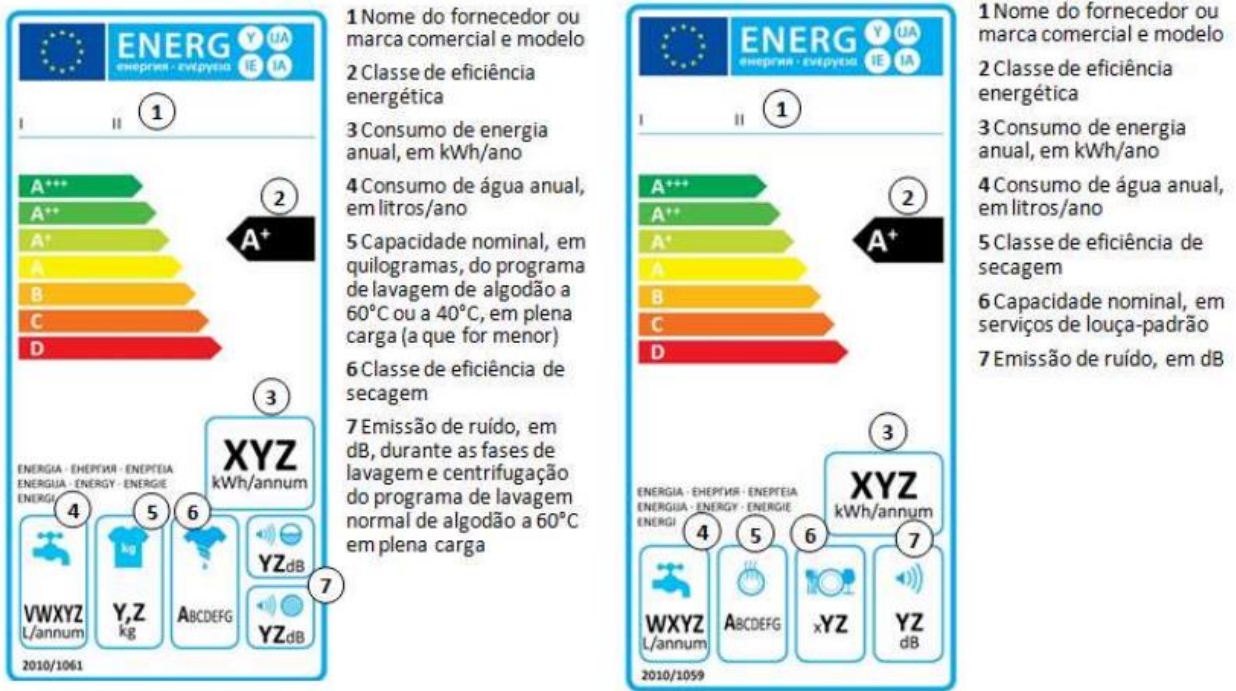 ENERG Y UA
енергия · ενεργεια IE IA
I II 1
A+++
2
A++
A+
A+
A
B
C
D
3
XYZ
kWh/annum
ENERGIA · ЕНЕРГИЯ · ΕΝΕΡΓΕΙΑ
ENERGIJA · ENERGY · ENERGIE
ENERGI
4 5 6
kg
YZdB
7
VWXYZ
L/annum
Y,Z
kg
ABCDEFG
YZdB
2010/1061
1 Nome do fornecedor ou
marca comercial e modelo
2 Classe de eficiência
energética
3 Consumo de energia
anual, em kWh/ano
4 Consumo de água anual,
em litros/ano
5 Capacidade nominal, em
quilogramas, do programa
de lavagem de algodão a
60°C ou a 40°C, em plena
carga (a que for menor)
6 Classe de eficiência de
secagem
7 Emissão de ruído, em
dB, durante as fases de
lavagem e centrifugação
do programa de lavagem
normal de algodão a 60°C
em plena carga
ENERG Y UA
енергия · ενεργεια IE IA
I II 1
A+++
2
A++
A+
A+
A
B
C
D
3
XYZ
kWh/annum
ENERGIA · ЕНЕРГИЯ · ΕΝΕΡΓΕΙΑ
ENERGIJA · ENERGY · ENERGIE
ENERGI
4 5 6 7
WXYZ
L/annum
ABCDEFG
xYZ
YZ
dB
2010/1059
1 Nome do fornecedor ou
marca comercial e modelo
2 Classe de eficiência
energética
3 Consumo de energia
anual, em kWh/ano
4 Consumo de água anual,
em litros/ano
5 Classe de eficiência de
secagem
6 Capacidade nominal, em
serviços de louça-padrão
7 Emissão de ruído, em dB